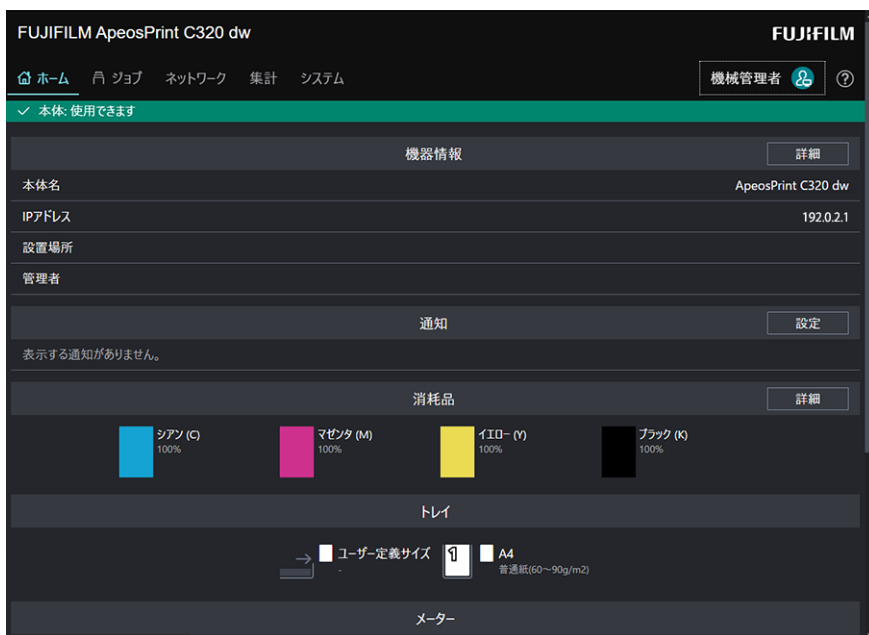 FUJIFILM ApeosPrint C320 dw
FUJIFILM
ホーム ジョブ ネットワーク 集計 システム
機械管理者
本体: 使用できます
機器情報 詳細
本体名 ApeosPrint C320 dw
IPアドレス 192.0.2.1
設置場所
管理者
通知 設定
表示する通知がありません。
消耗品 詳細
シアン (C) マゼンタ (M) イエロー (Y) ブラック (K)
100% 100% 100% 100%
トレイ
ユーザー定義サイズ 1 A4
- 普通紙(60~90g/m2)
メーター